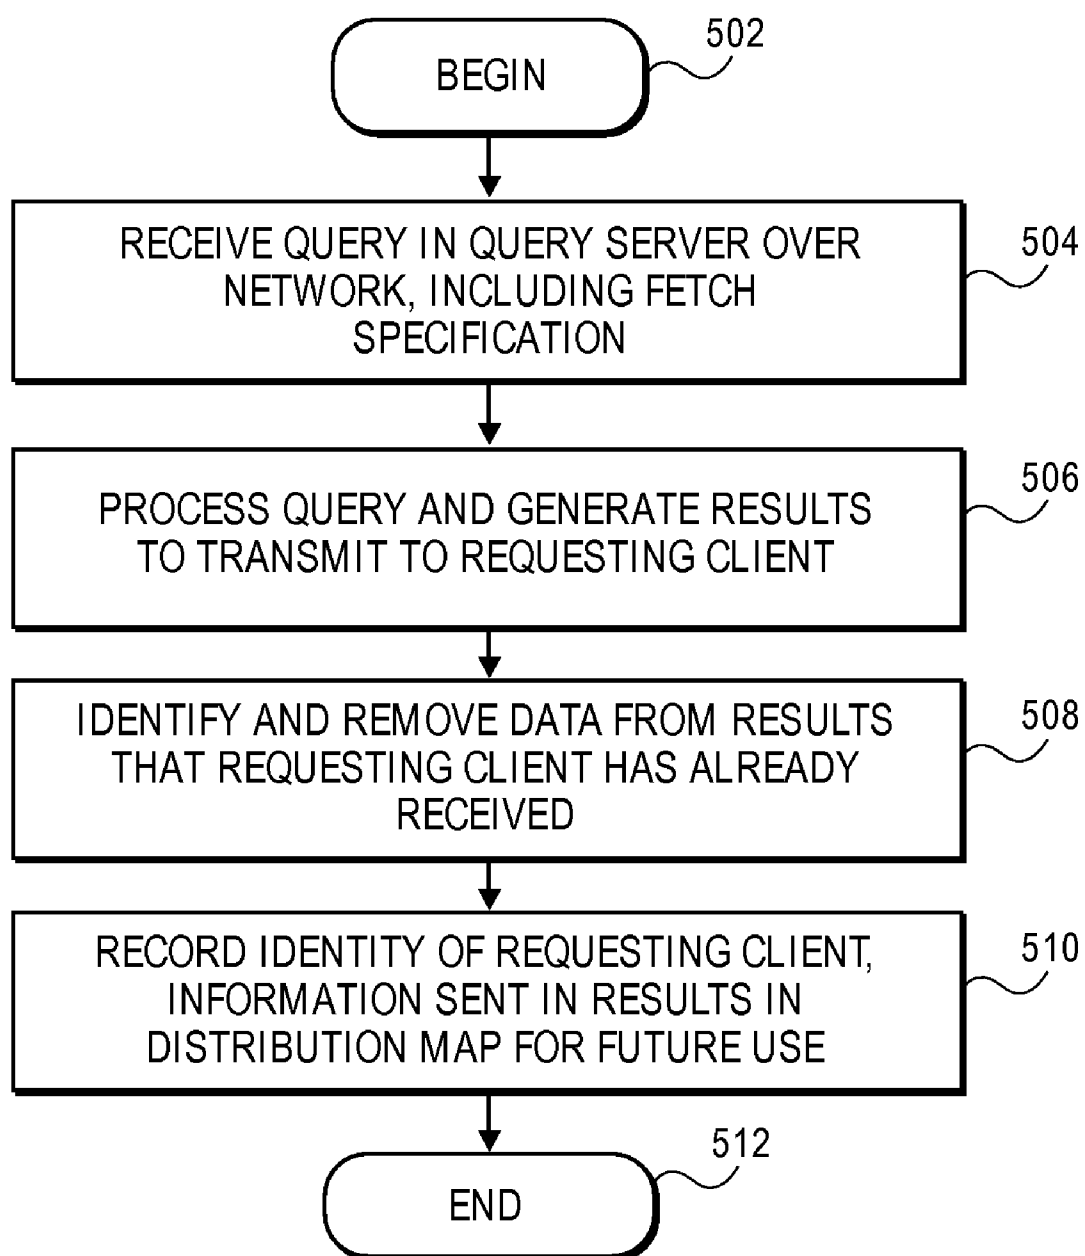 BEGIN
502
RECEIVE QUERY IN QUERY SERVER OVER
NETWORK, INCLUDING FETCH
SPECIFICATION
504
PROCESS QUERY AND GENERATE RESULTS
TO TRANSMIT TO REQUESTING CLIENT
506
IDENTIFY AND REMOVE DATA FROM RESULTS
THAT REQUESTING CLIENT HAS ALREADY
RECEIVED
508
RECORD IDENTITY OF REQUESTING CLIENT,
INFORMATION SENT IN RESULTS IN
DISTRIBUTION MAP FOR FUTURE USE
510
END
512